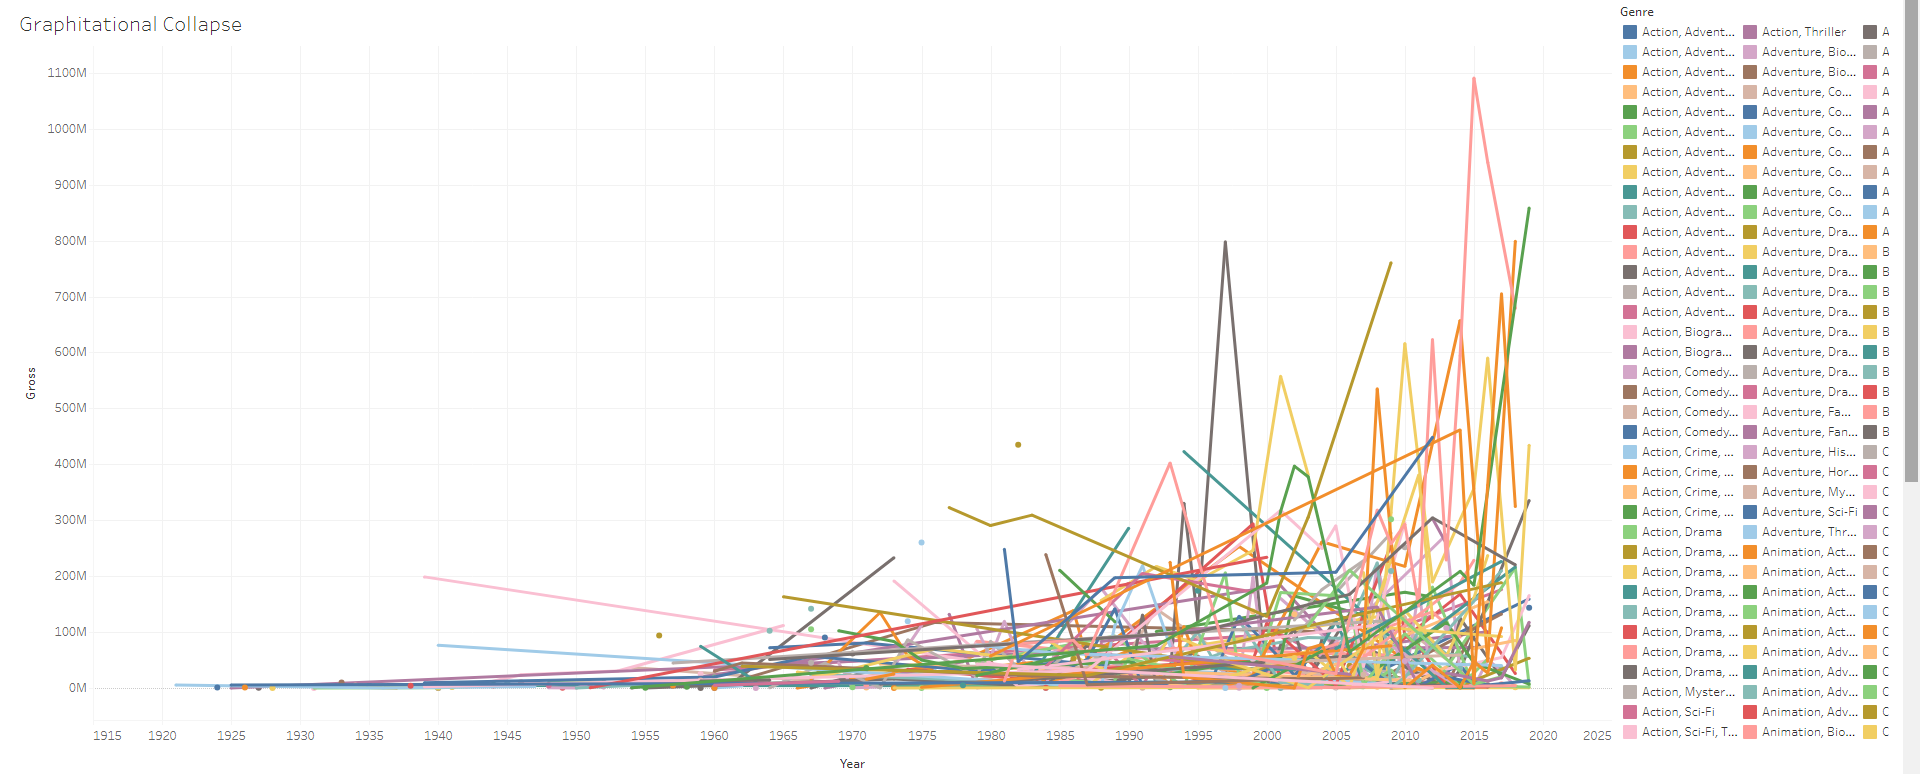 Graphitational Collapse
Gross
1100M
1000M
900M
800M
700M
600M
500M
400M
300M
200M
100M
0M
1915 1920 1925 1930 1935 1940 1945 1950 1955 1960 1965 1970 1975 1980 1985 1990 1995 2000 2005 2010 2015 2020 2025
Year
Genre
Action, Advent... Action, Thriller A
Action, Advent... Adventure, Bio... A
Action, Advent... Adventure, Bio... A
Action, Advent... Adventure, Co... A
Action, Advent... Adventure, Co... A
Action, Advent... Adventure, Co... A
Action, Advent... Adventure, Co... A
Action, Advent... Adventure, Co... A
Action, Advent... Adventure, Co... A
Action, Advent... Adventure, Co... A
Action, Advent... Adventure, Dra... A
Action, Advent... Adventure, Dra... B
Action, Advent... Adventure, Dra... B
Action, Advent... Adventure, Dra... B
Action, Advent... Adventure, Dra... B
Action, Biogra... Adventure, Dra... B
Action, Biogra... Adventure, Dra... B
Action, Comedy... Adventure, Dra... B
Action, Comedy... Adventure, Dra... B
Action, Comedy... Adventure, Fa... B
Action, Comedy... Adventure, Fan... B
Action, Crime, ... Adventure, His... C
Action, Crime, ... Adventure, Hor... C
Action, Crime, ... Adventure, My... C
Action, Crime, ... Adventure, Sci-Fi C
Action, Drama Adventure, Thr... C
Action, Drama, ... Animation, Act... C
Action, Drama, ... Animation, Act... C
Action, Drama, ... Animation, Act... C
Action, Drama, ... Animation, Act... C
Action, Drama, ... Animation, Act... C
Action, Drama, ... Animation, Adv... C
Action, Drama, ... Animation, Adv... C
Action, Myster... Animation, Adv... C
Action, Sci-Fi Animation, Adv... C
Action, Sci-Fi, T... Animation, Bio... C